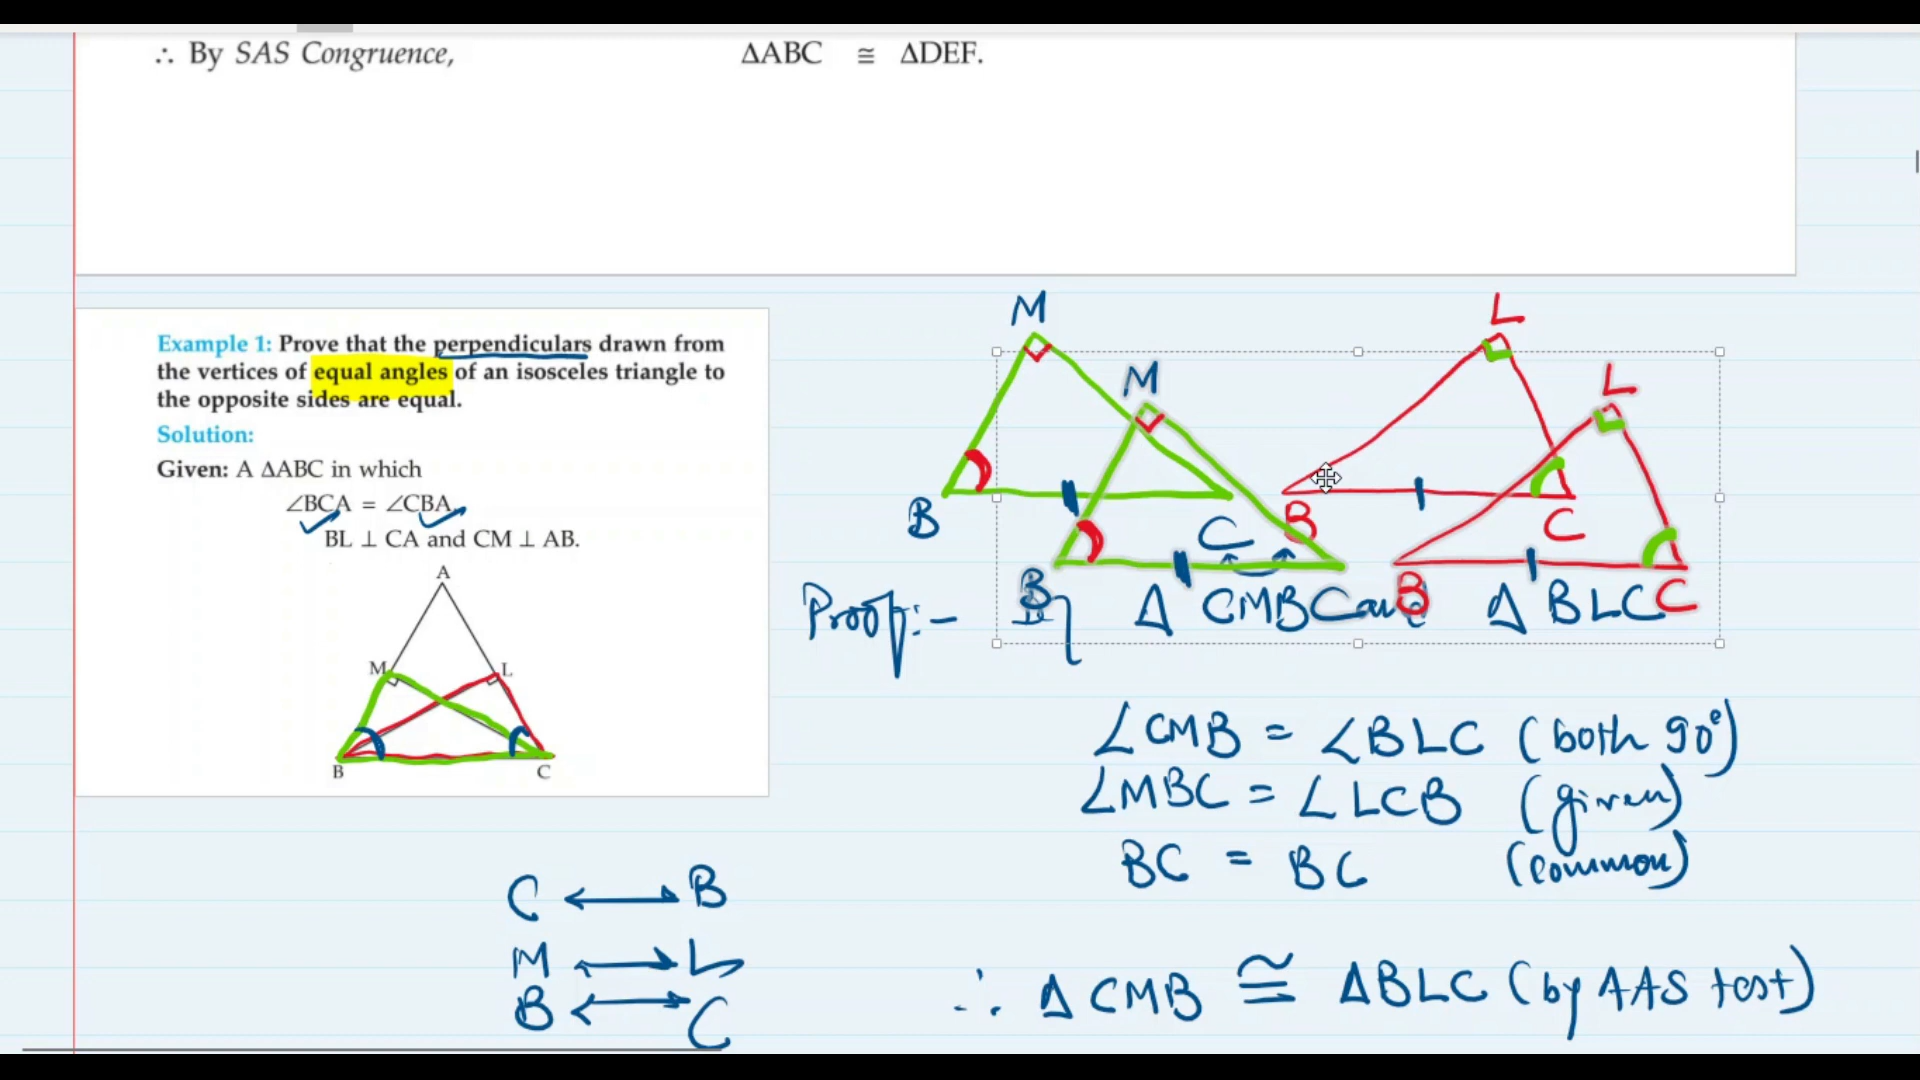 ∴ By SAS Congruence, ΔABC ≅ ΔDEF.
Example 1: Prove that the perpendiculars drawn from
the vertices of equal angles of an isosceles triangle to
the opposite sides are equal.
Solution:
Given: A ΔABC in which
∠BCA = ∠CBA,
BL ⊥ CA and CM ⊥ AB.
A
M L
B C
M
L
M
L
B
C
B
C
B
B
C
Proof:- In Δ CMB and Δ BLC
∠CMB = ∠BLC (both 90°)
∠MBC = ∠LCB (given)
BC = BC (common)
C ↔ B
M ↔ L
B ↔ C
∴ Δ CMB ≅ ΔBLC (by AAS test)